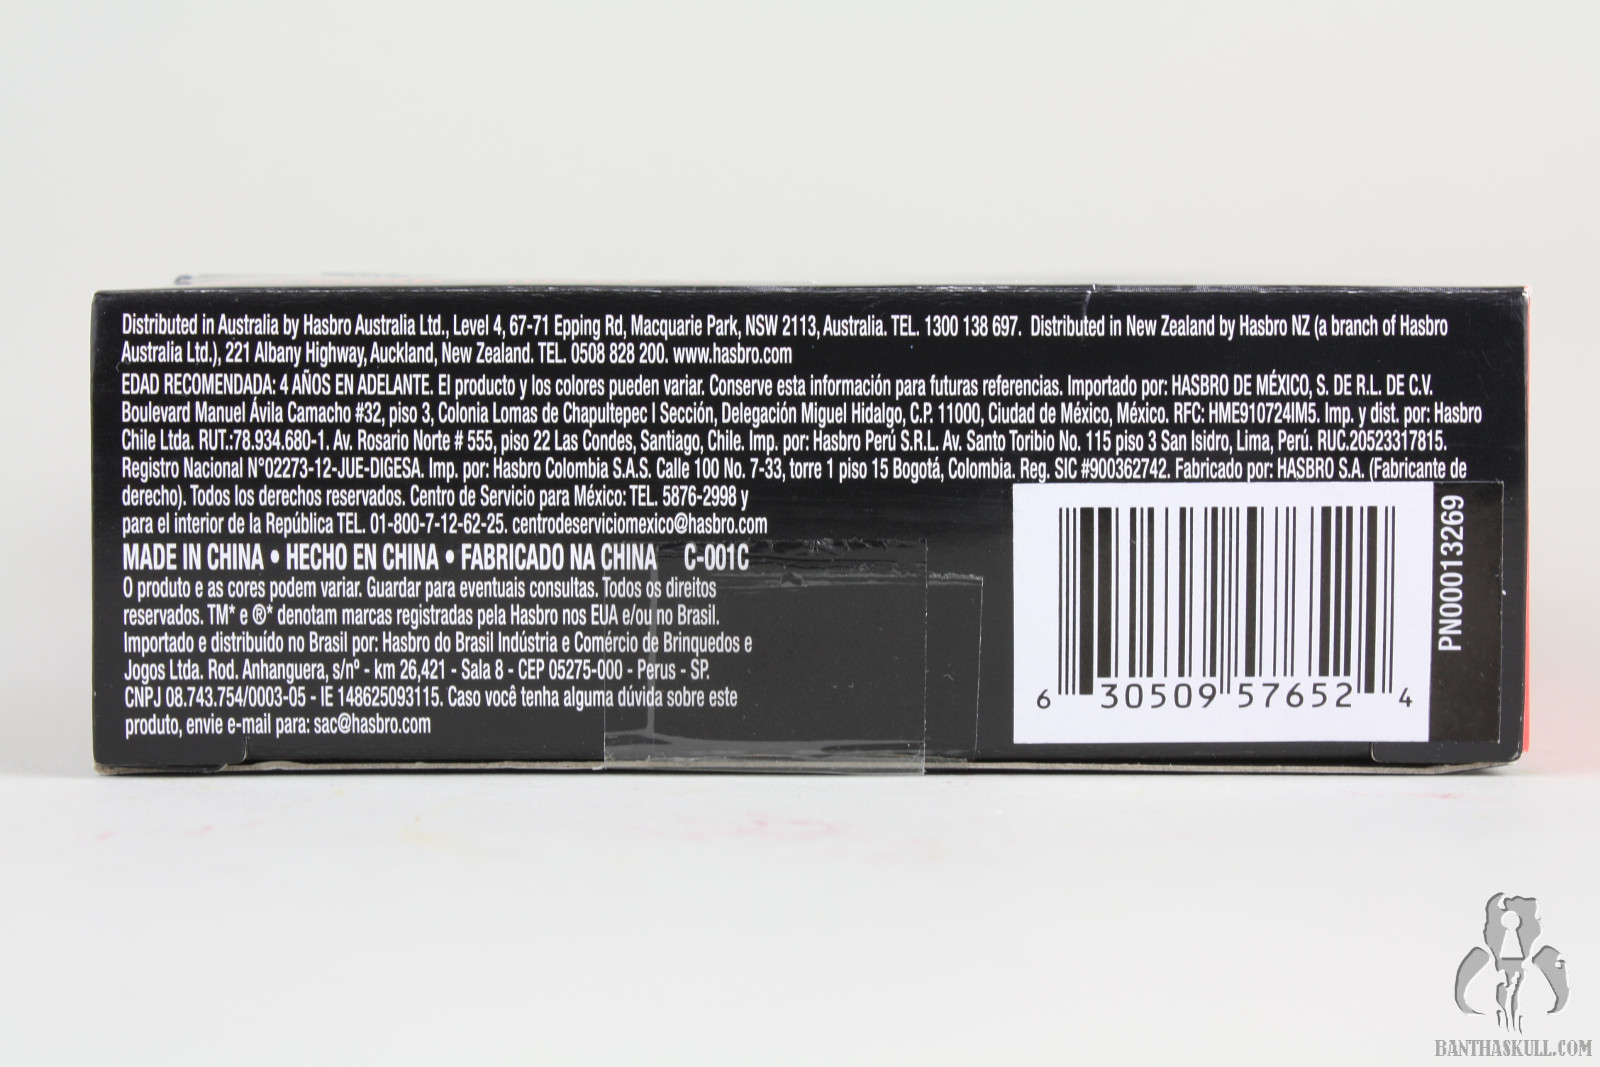 Distributed in Australia by Hasbro Australia Ltd., Level 4, 67-71 Epping Rd, Macquarie Park, NSW 2113, Australia. TEL. 1300 138 697. Distributed in New Zealand by Hasbro NZ (a branch of Hasbro
Australia Ltd.), 221 Albany Highway, Auckland, New Zealand. TEL. 0508 828 200. www.hasbro.com
EDAD RECOMENDADA: 4 AÑOS EN ADELANTE. El producto y los colores pueden variar. Conserve esta información para futuras referencias. Importado por: HASBRO DE MÉXICO, S. DE R.L. DE C.V.
Boulevard Manuel Ávila Camacho #32, piso 3, Colonia Lomas de Chapultepec I Sección, Delegación Miguel Hidalgo, C.P. 11000, Ciudad de México, México. RFC: HME910724IM5. Imp. y dist. por: Hasbro
Chile Ltda. RUT.:78.934.680-1. Av. Rosario Norte # 555, piso 22 Las Condes, Santiago, Chile. Imp. por: Hasbro Perú S.R.L. Av. Santo Toribio No. 115 piso 3 San Isidro, Lima, Perú. RUC.20523317815.
Registro Nacional N°02273-12-JUE-DIGESA. Imp. por: Hasbro Colombia S.A.S. Calle 100 No. 7-33, torre 1 piso 15 Bogotá, Colombia. Reg. SIC #900362742. Fabricado por: HASBRO S.A. (Fabricante de
derecho). Todos los derechos reservados. Centro de Servicio para México: TEL. 5876-2998 y
para el interior de la República TEL. 01-800-7-12-62-25. centrodeserviciomexico@hasbro.com
MADE IN CHINA • HECHO EN CHINA • FABRICADO NA CHINA C-001C
O produto e as cores podem variar. Guardar para eventuais consultas. Todos os direitos
reservados. TM* e ®* denotam marcas registradas pela Hasbro nos EUA e/ou no Brasil.
Importado e distribuído no Brasil por: Hasbro do Brasil Indústria e Comércio de Brinquedos e
Jogos Ltda. Rod. Anhanguera, s/nº - km 26,421 - Sala 8 - CEP 05275-000 - Perus - SP.
CNPJ 08.743.754/0003-05 - IE 148625093115. Caso você tenha alguma dúvida sobre este
produto, envie e-mail para: sac@hasbro.com
6 30509 57652 4
PN00013269
BANTHASKULL.COM